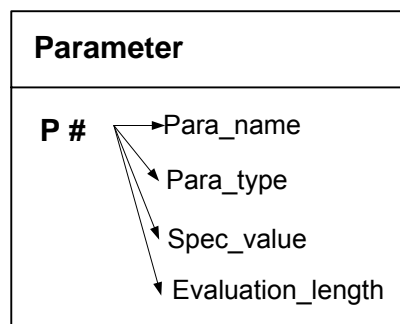 Parameter
P # Para_name
Para_type
Spec_value
Evaluation_length